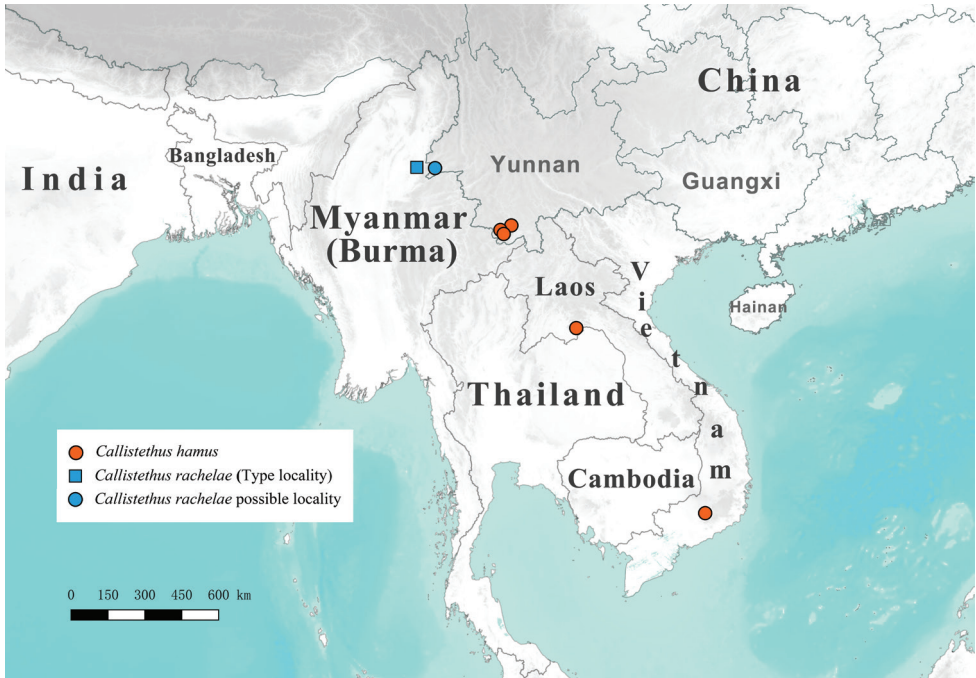 China
Bangladesh
India
Yunnan
Guangxi
Myanmar
(Burma)
Laos
Vietnam
Hainan
Thailand
Cambodia
Callistethus hamus
Callistethus rachelae (Type locality)
Callistethus rachelae possible locality
0 150 300 450 600 km